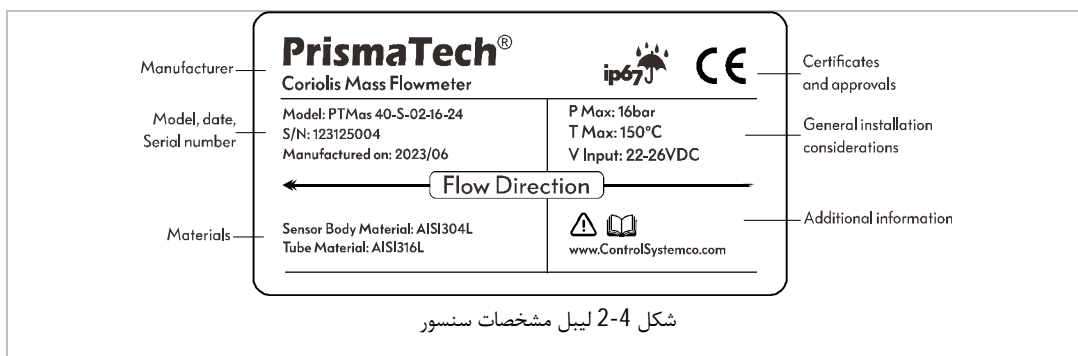 PrismaTech®
Coriolis Mass Flowmeter
ip67
CE
Manufacturer
Certificates
and approvals
Model: PTMas 40-S-02-16-24
S/N: 123125004
Manufactured on: 2023/06
Model, date,
Serial number
P Max: 16bar
T Max: 150°C
V Input: 22-26VDC
General installation
considerations
Flow Direction
Materials
Sensor Body Material: AISI304L
Tube Material: AISI316L
www.ControlSystemco.com
Additional information
شکل 4-2 لیبل مشخصات سنسور